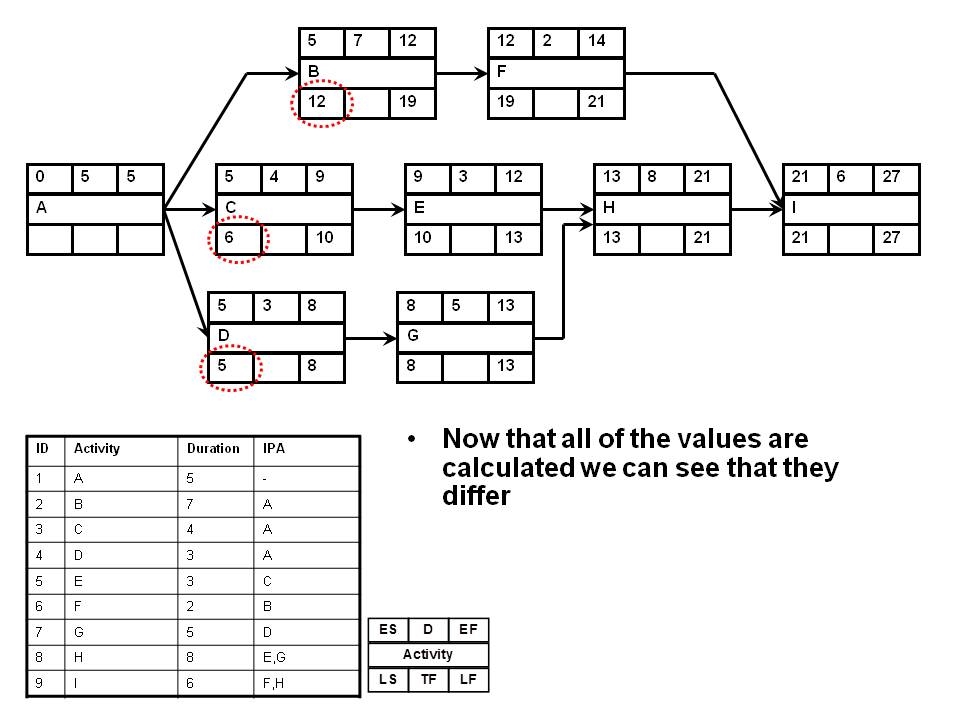 5 7 12
B
12 19
12 2 14
F
19 21
0 5 5
A
5 4 9
C
6 10
9 3 12
E
10 13
13 8 21
H
13 21
21 6 27
I
21 27
5 3 8
D
5 8
8 5 13
G
8 13
• Now that all of the values are
calculated we can see that they
differ
ID Activity Duration IPA
1 A 5 -
2 B 7 A
3 C 4 A
4 D 3 A
5 E 3 C
6 F 2 B
7 G 5 D
8 H 8 E,G
9 I 6 F,H
ES D EF
Activity
LS TF LF